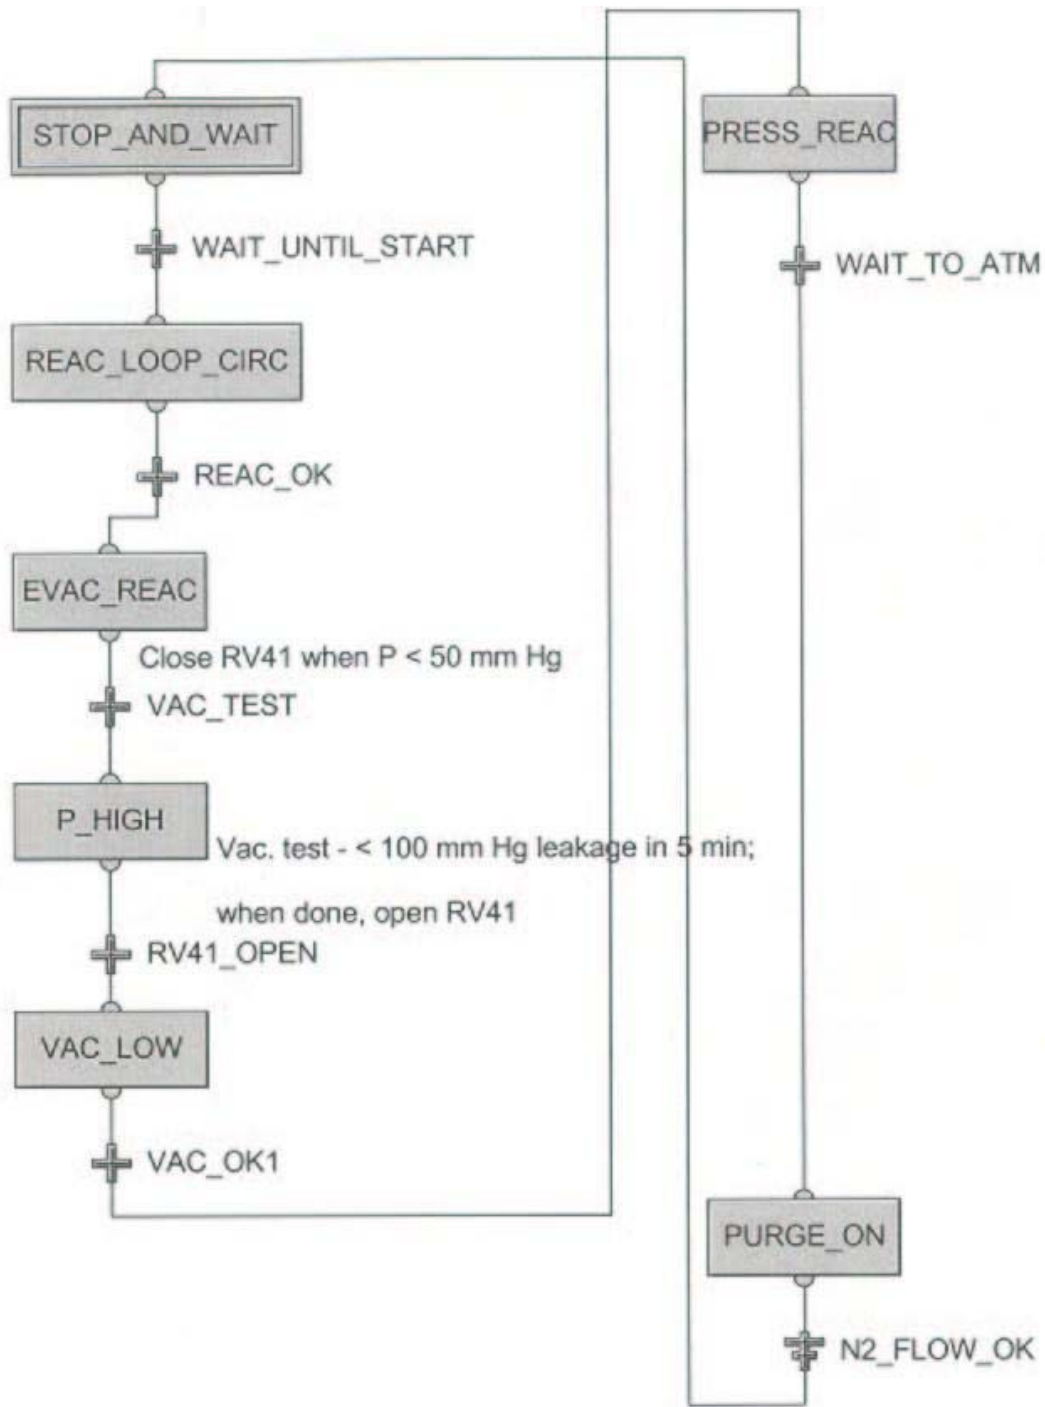 STOP_AND_WAIT
WAIT_UNTIL_START
REAC_LOOP_CIRC
REAC_OK
EVAC_REAC
Close RV41 when P < 50 mm Hg
VAC_TEST
P_HIGH
Vac. test - < 100 mm Hg leakage in 5 min;
when done, open RV41
RV41_OPEN
VAC_LOW
VAC_OK1
PRESS_REAC
WAIT_TO_ATM
PURGE_ON
N2_FLOW_OK